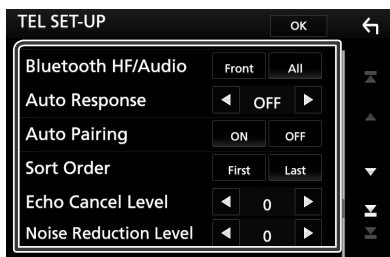 TEL SET-UP OK
Bluetooth HF/Audio Front All
Auto Response OFF
Auto Pairing ON OFF
Sort Order First Last
Echo Cancel Level 0
Noise Reduction Level 0